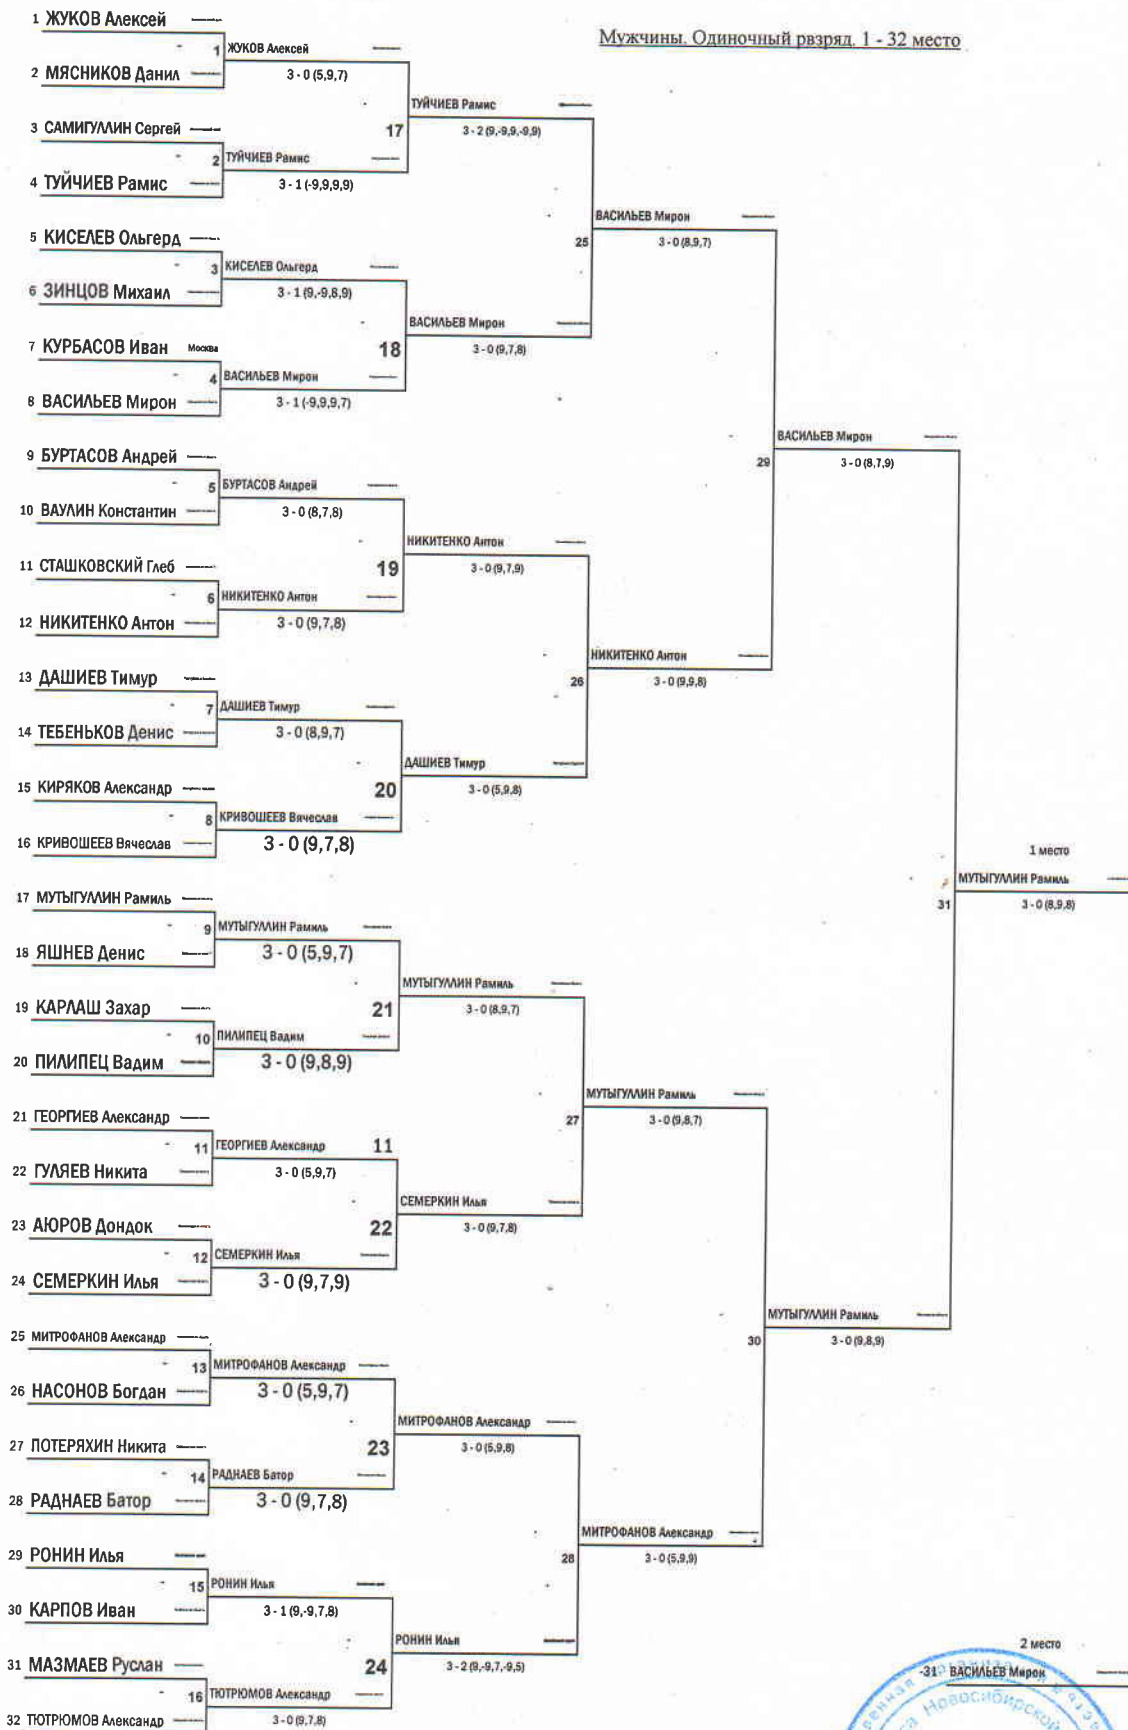 Мужчины. Одиночный рвзряд. 1 - 32 место
1 ЖУКОВ Алексей
1 ЖУКОВ Алексей
3 - 0 (5,9,7)
2 МЯСНИКОВ Данил
17 ТУЙЧИЕВ Рамис
3 - 2 (9,-9,9,-9,9)
3 САМИГУЛЛИН Сергей
2 ТУЙЧИЕВ Рамис
3 - 1 (-9,9,9,9)
4 ТУЙЧИЕВ Рамис
25 ВАСИЛЬЕВ Мирон
3 - 0 (8,9,7)
5 КИСЕЛЕВ Ольгерд
3 КИСЕЛЕВ Ольгерд
3 - 1 (9,-9,8,9)
6 ЗИНЦОВ Михаил
18 ВАСИЛЬЕВ Мирон
3 - 0 (9,7,8)
7 КУРБАСОВ Иван Москва
4 ВАСИЛЬЕВ Мирон
3 - 1 (-9,9,9,7)
8 ВАСИЛЬЕВ Мирон
29 ВАСИЛЬЕВ Мирон
3 - 0 (8,7,9)
9 БУРТАСОВ Андрей
5 БУРТАСОВ Андрей
3 - 0 (8,7,8)
10 ВАУЛИН Константин
19 НИКИТЕНКО Антон
3 - 0 (9,7,9)
11 СТАШКОВСКИЙ Глеб
6 НИКИТЕНКО Антон
3 - 0 (9,7,8)
12 НИКИТЕНКО Антон
26 НИКИТЕНКО Антон
3 - 0 (9,9,8)
13 ДАШИЕВ Тимур
7 ДАШИЕВ Тимур
3 - 0 (8,9,7)
14 ТЕБЕНЬКОВ Денис
20 ДАШИЕВ Тимур
3 - 0 (5,9,8)
15 КИРЯКОВ Александр
8 КРИВОШЕЕВ Вячеслав
3 - 0 (9,7,8)
16 КРИВОШЕЕВ Вячеслав
1 место
31 МУТЫГУЛЛИН Рамиль
3 - 0 (8,9,8)
17 МУТЫГУЛЛИН Рамиль
9 МУТЫГУЛЛИН Рамиль
3 - 0 (5,9,7)
18 ЯШНЕВ Денис
21 МУТЫГУЛЛИН Рамиль
3 - 0 (8,9,7)
19 КАРЛАШ Захар
10 ПИЛИПЕЦ Вадим
3 - 0 (9,8,9)
20 ПИЛИПЕЦ Вадим
27 МУТЫГУЛЛИН Рамиль
3 - 0 (9,8,7)
21 ГЕОРГИЕВ Александр
11 ГЕОРГИЕВ Александр 11
3 - 0 (5,9,7)
22 ГУЛЯЕВ Никита
22 СЕМЕРКИН Илья
3 - 0 (9,7,8)
23 АЮРОВ Дондок
12 СЕМЕРКИН Илья
3 - 0 (9,7,9)
24 СЕМЕРКИН Илья
30 МУТЫГУЛЛИН Рамиль
3 - 0 (9,8,9)
25 МИТРОФАНОВ Александр
13 МИТРОФАНОВ Александр
3 - 0 (5,9,7)
26 НАСОНОВ Богдан
23 МИТРОФАНОВ Александр
3 - 0 (5,9,8)
27 ПОТЕРЯХИН Никита
14 РАДНАЕВ Батор
3 - 0 (9,7,8)
28 РАДНАЕВ Батор
28 МИТРОФАНОВ Александр
3 - 0 (5,9,9)
29 РОНИН Илья
15 РОНИН Илья
3 - 1 (9,-9,7,8)
30 КАРПОВ Иван
24 РОНИН Илья
3 - 2 (9,-9,7,-9,5)
31 МАЗМАЕВ Руслан
16 ТЮТРЮМОВ Александр
3 - 0 (9,7,8)
32 ТЮТРЮМОВ Александр
2 место
-31 ВАСИЛЬЕВ Мирон
Новосибирской